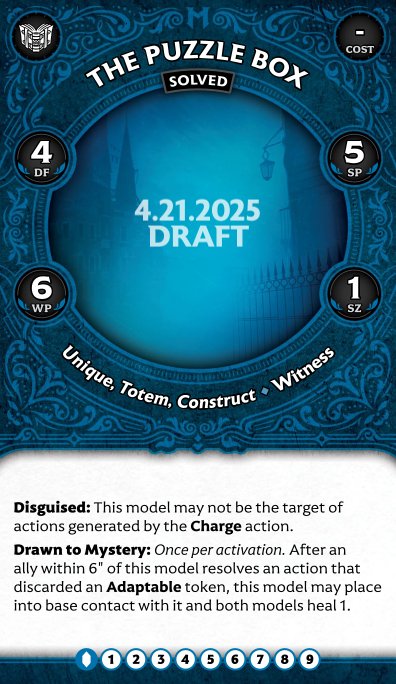 THE PUZZLE BOX
SOLVED
-
COST
4
DF
5
SP
4.21.2025
DRAFT
6
WP
1
SZ
Unique, Totem, Construct ⬩ Witness
Disguised: This model may not be the target of
actions generated by the Charge action.
Drawn to Mystery: Once per activation. After an
ally within 6" of this model resolves an action that
discarded an Adaptable token, this model may place
into base contact with it and both models heal 1.
1 2 3 4 5 6 7 8 9